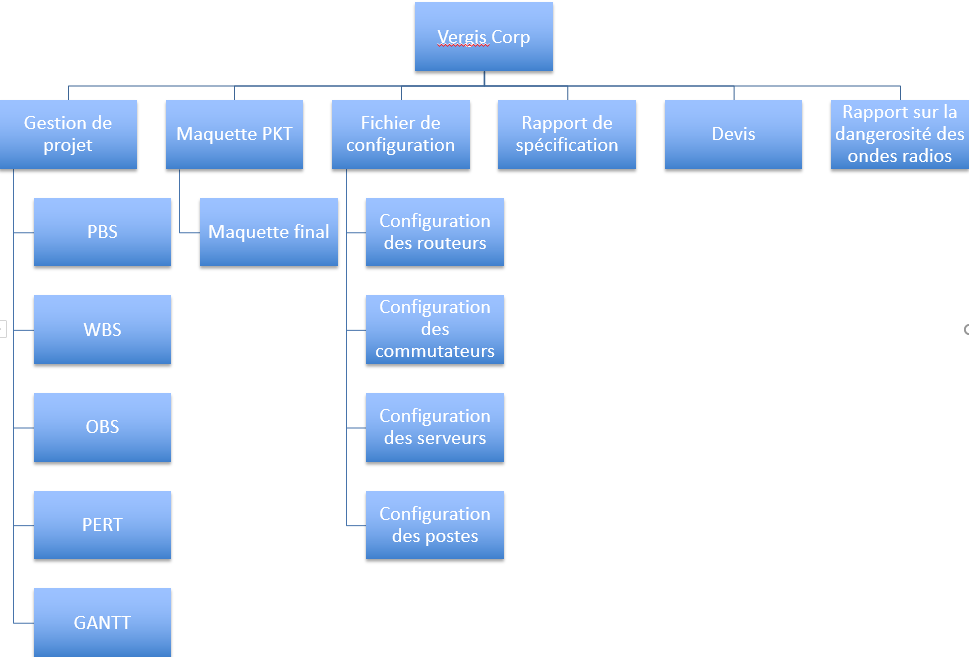 Vergis Corp
Gestion de
projet
Maquette PKT
Fichier de
configuration
Rapport de
spécification
Devis
Rapport sur la
dangerosité des
ondes radios
PBS
WBS
OBS
PERT
GANTT
Maquette final
Configuration
des routeurs
Configuration
des
commutateurs
Configuration
des serveurs
Configuration
des postes